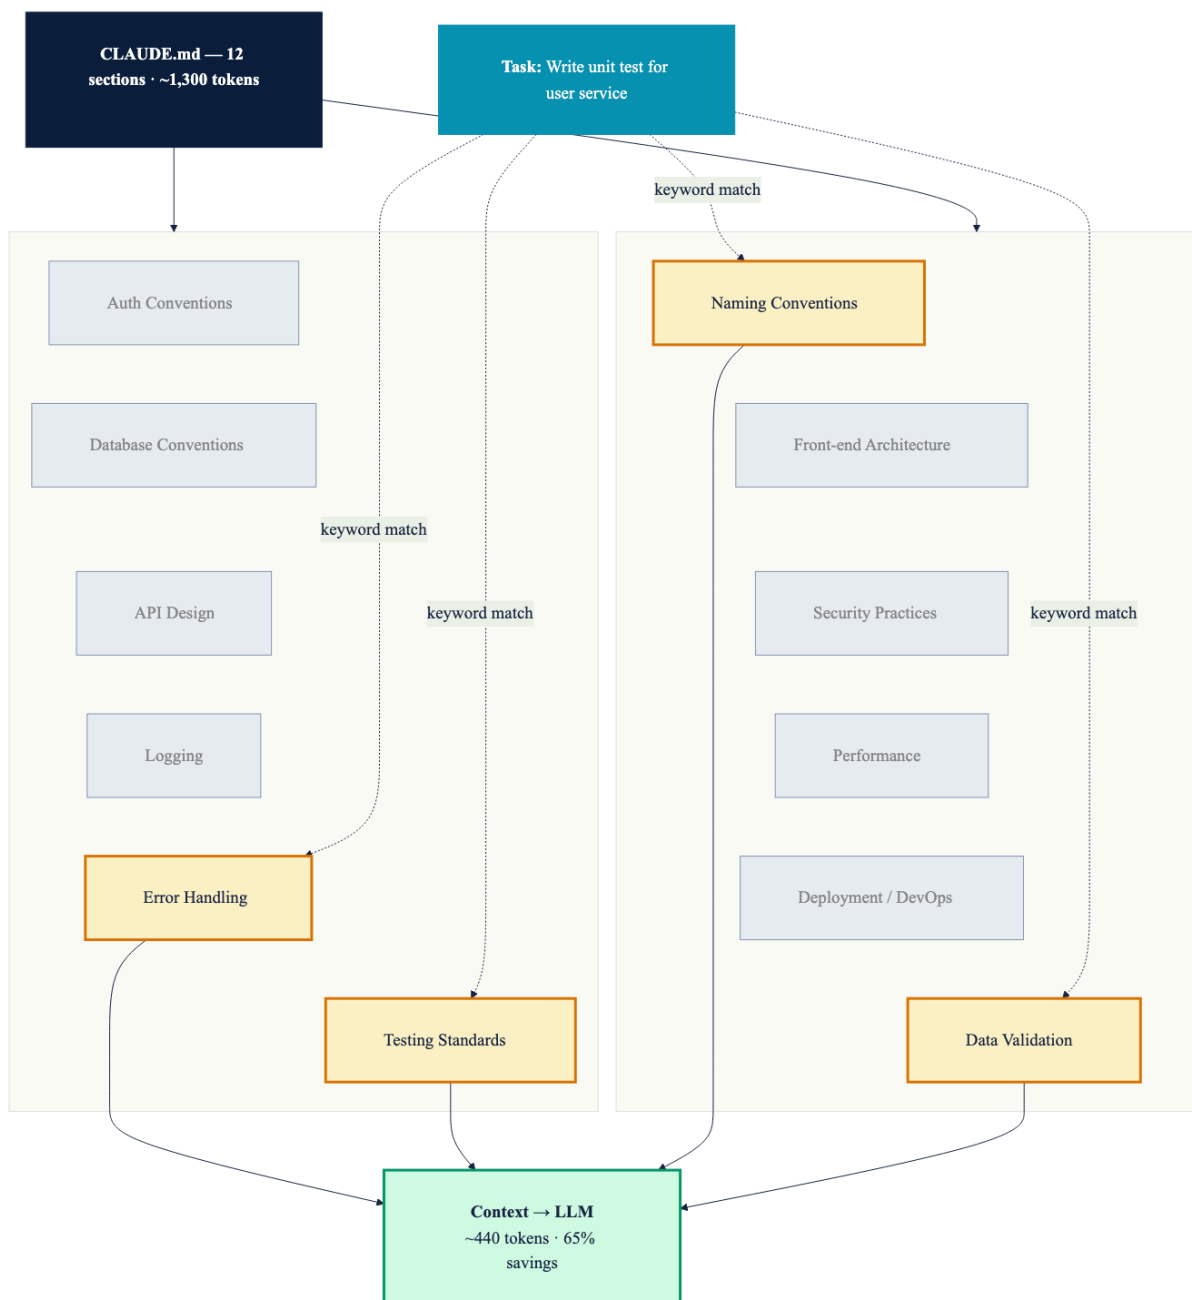 CLAUDE.md — 12
sections · ~1,300 tokens
Task: Write unit test for
user service
keyword match
Auth Conventions
Naming Conventions
Database Conventions
Front-end Architecture
keyword match
API Design
keyword match
Security Practices
keyword match
Logging
Performance
Error Handling
Deployment / DevOps
Testing Standards
Data Validation
Context → LLM
~440 tokens · 65%
savings